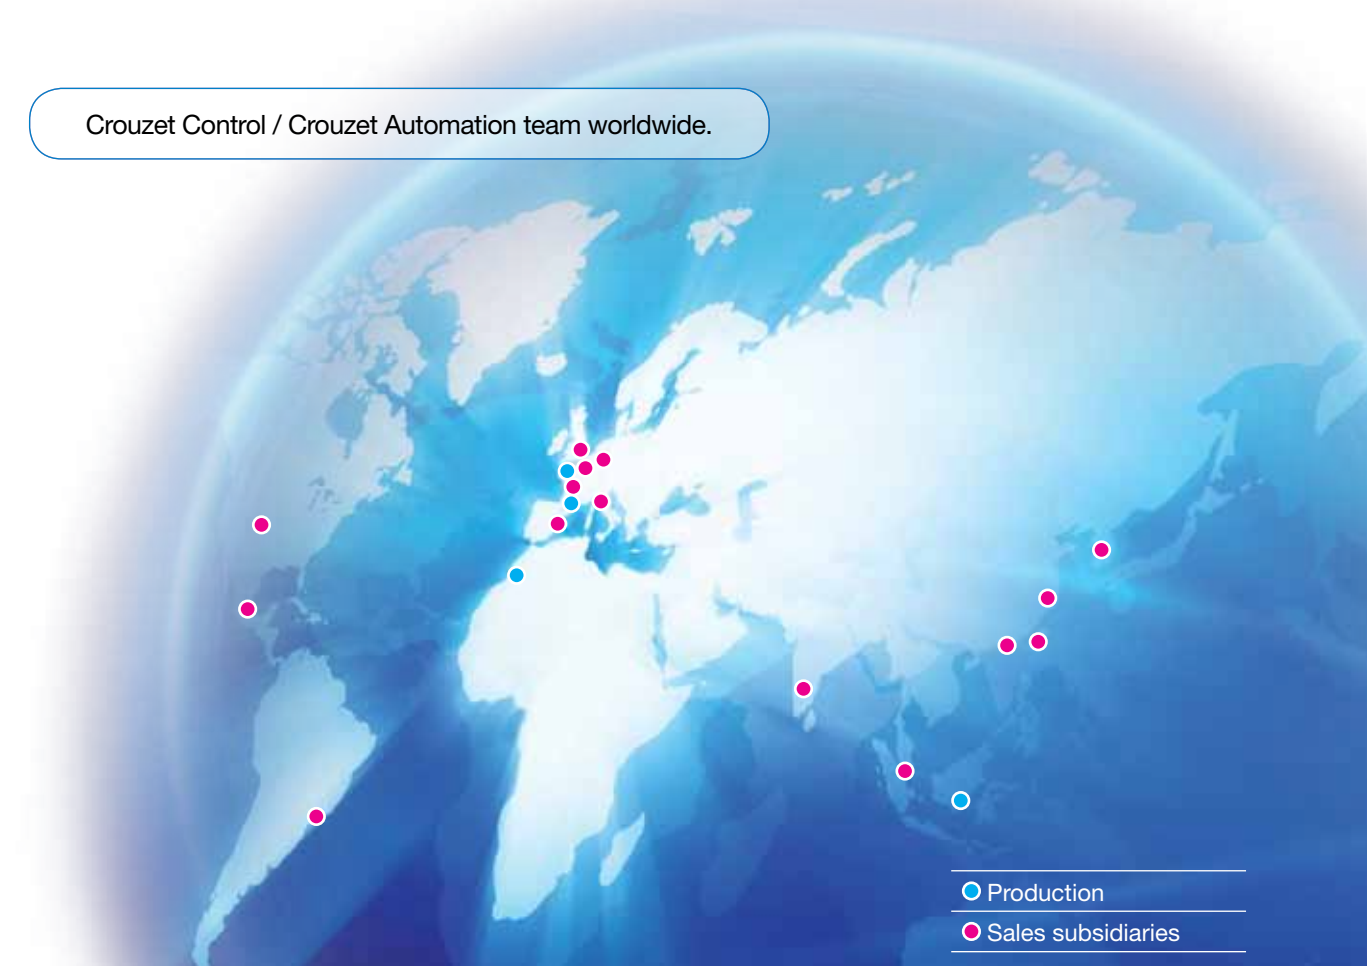 Crouzet Control / Crouzet Automation team worldwide.
Production
Sales subsidiaries